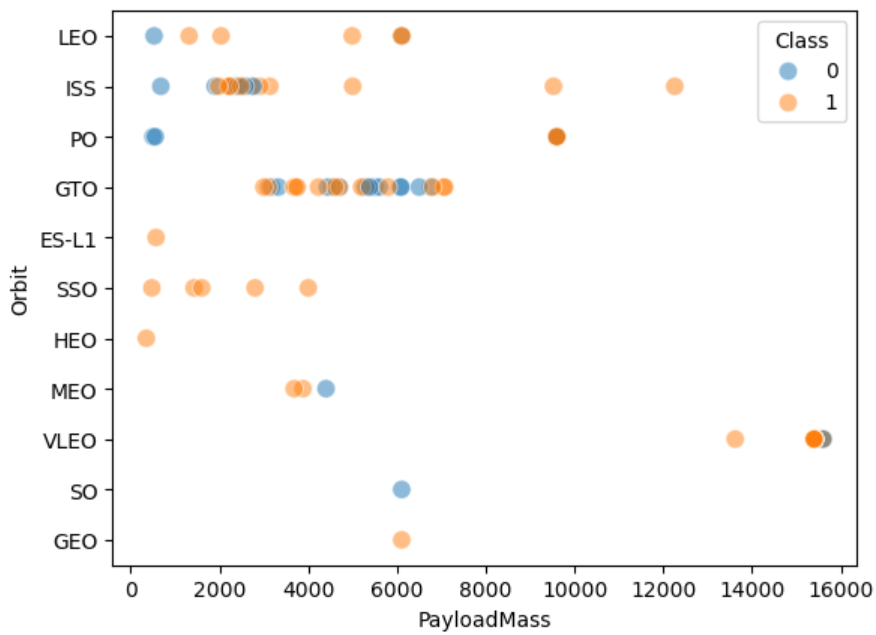 LEO
ISS
PO
GTO
ES-L1
SSO
HEO
MEO
VLEO
SO
GEO
Orbit
Class
0
1
0
2000
4000
6000
8000
10000
12000
14000
16000
PayloadMass